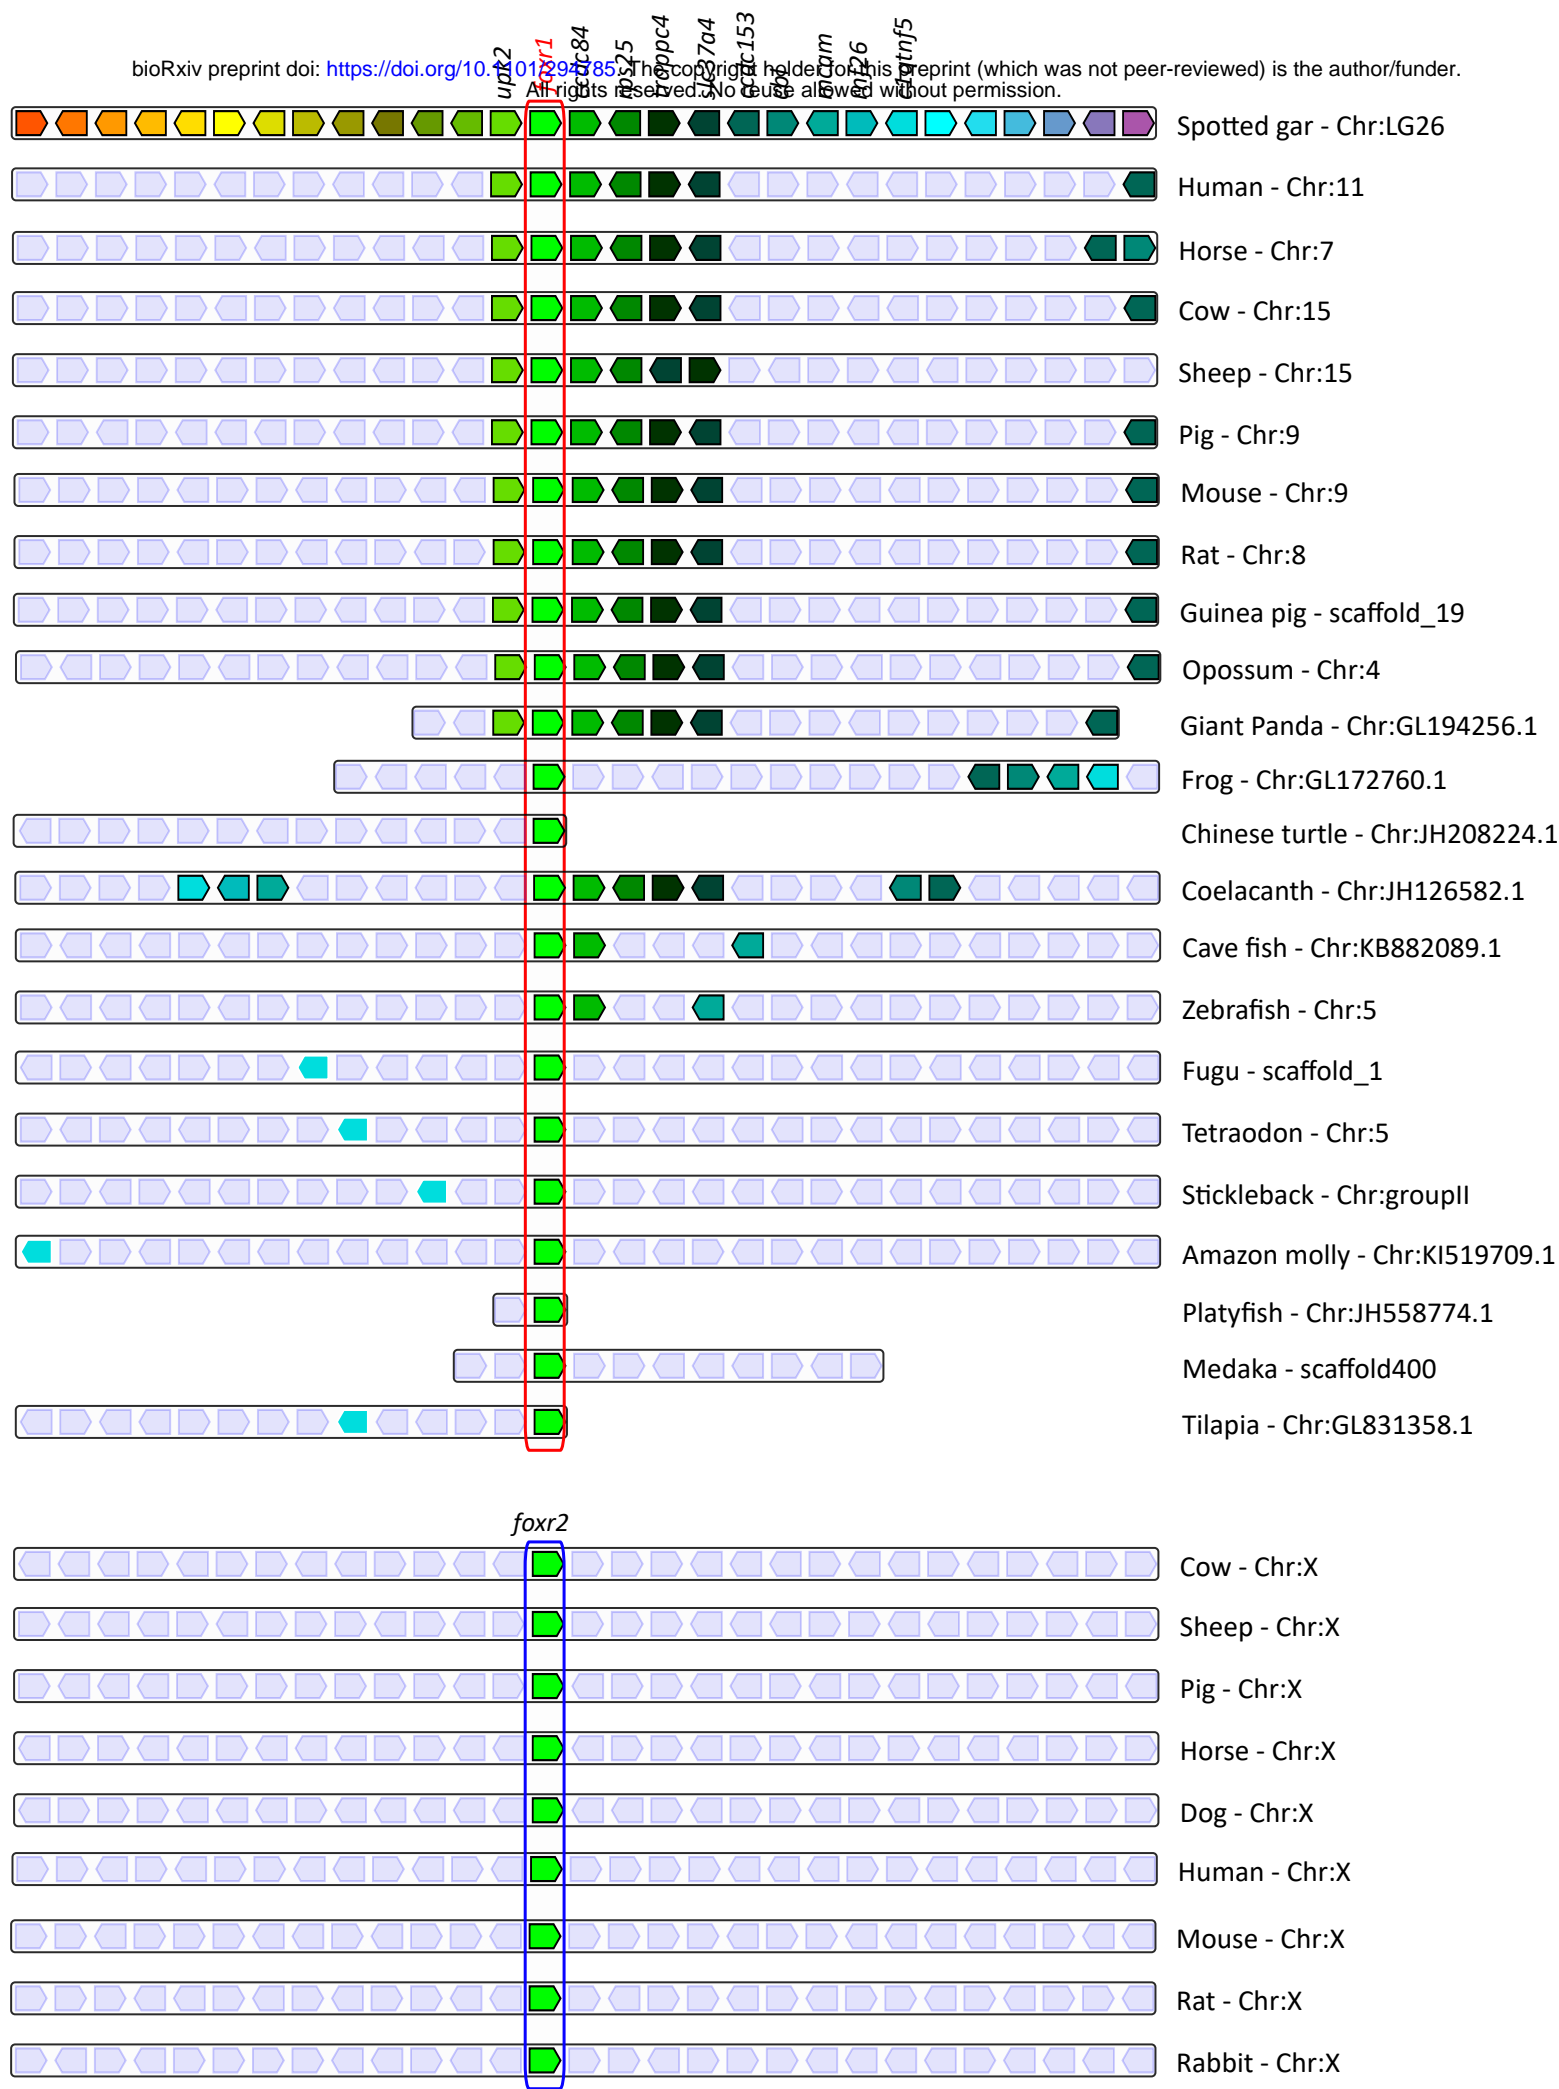 upk2
foxr1
ccdc84
rps25
trappc4
slc37a4
ccdc153
cbl
mcam
rnf26
c1qtnf5
bioRxiv preprint doi: https://doi.org/10.1101/294785. The copyright holder for this preprint (which was not peer-reviewed) is the author/funder.
All rights reserved. No reuse allowed without permission.
Spotted gar - Chr:LG26
Human - Chr:11
Horse - Chr:7
Cow - Chr:15
Sheep - Chr:15
Pig - Chr:9
Mouse - Chr:9
Rat - Chr:8
Guinea pig - scaffold_19
Opossum - Chr:4
Giant Panda - Chr:GL194256.1
Frog - Chr:GL172760.1
Chinese turtle - Chr:JH208224.1
Coelacanth - Chr:JH126582.1
Cave fish - Chr:KB882089.1
Zebrafish - Chr:5
Fugu - scaffold_1
Tetraodon - Chr:5
Stickleback - Chr:groupII
Amazon molly - Chr:KI519709.1
Platyfish - Chr:JH558774.1
Medaka - scaffold400
Tilapia - Chr:GL831358.1
foxr2
Cow - Chr:X
Sheep - Chr:X
Pig - Chr:X
Horse - Chr:X
Dog - Chr:X
Human - Chr:X
Mouse - Chr:X
Rat - Chr:X
Rabbit - Chr:X